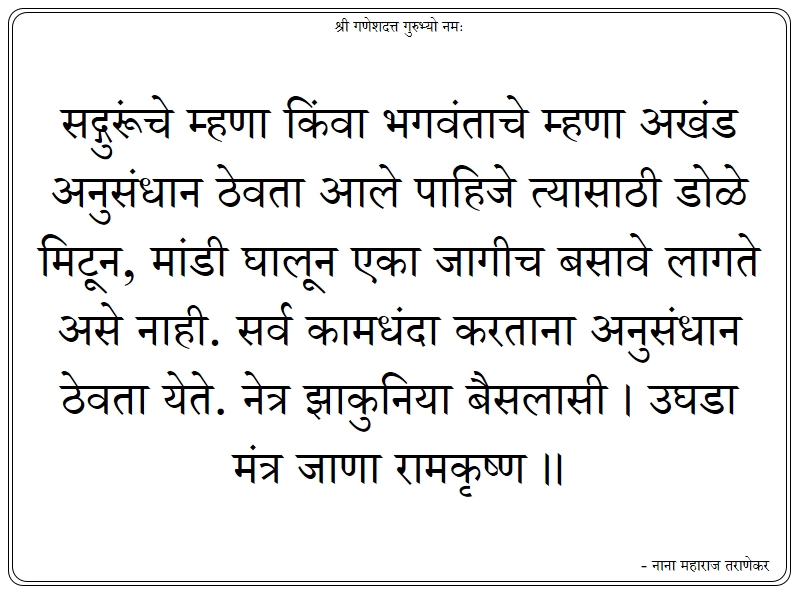 श्री गणेशदत्त गुरुभ्यो नमः
सद्गुरूंचे म्हणा किंवा भगवंताचे म्हणा अखंड
अनुसंधान ठेवता आले पाहिजे त्यासाठी डोळे
मिटून, मांडी घालून एका जागीच बसावे लागते
असे नाही. सर्व कामधंदा करताना अनुसंधान
ठेवता येते. नेत्र झाकुनिया बैसलासी । उघडा
मंत्र जाणा रामकृष्ण ॥
- नाना महाराज तराणेकर